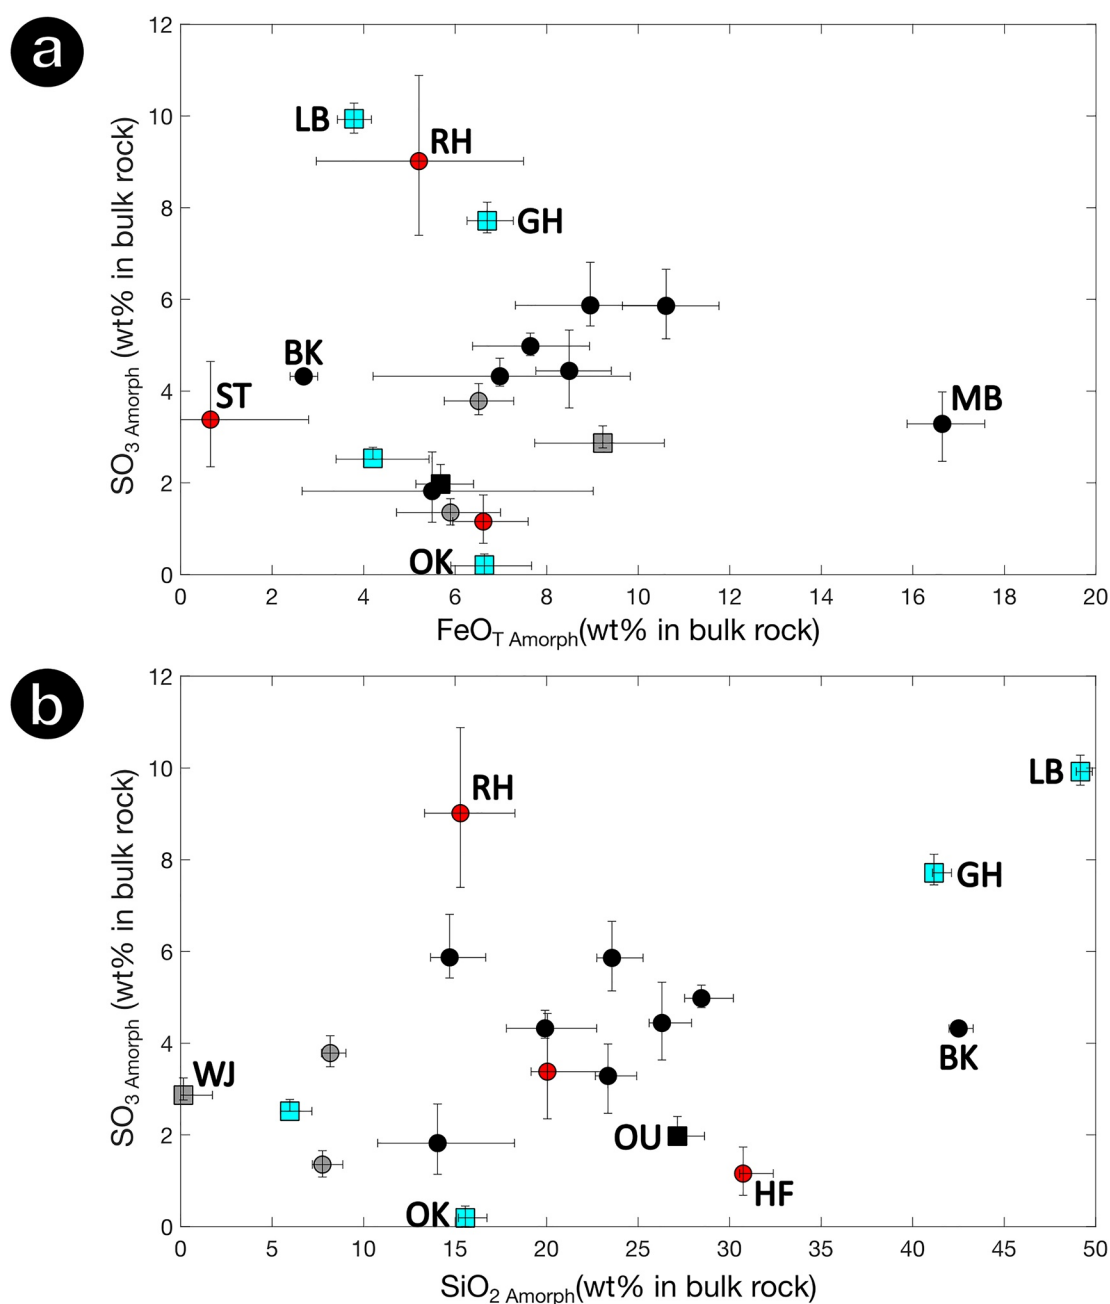 a
12
10
8
6
4
2
0
SO3 Amorph (wt% in bulk rock)
LB
RH
GH
BK
ST
MB
OK
0 2 4 6 8 10 12 14 16 18 20
FeOT Amorph(wt% in bulk rock)
b
12
10
8
6
4
2
0
SO3 Amorph (wt% in bulk rock)
LB
RH
GH
BK
WJ
OU
HF
OK
0 5 10 15 20 25 30 35 40 45 50
SiO2 Amorph(wt% in bulk rock)